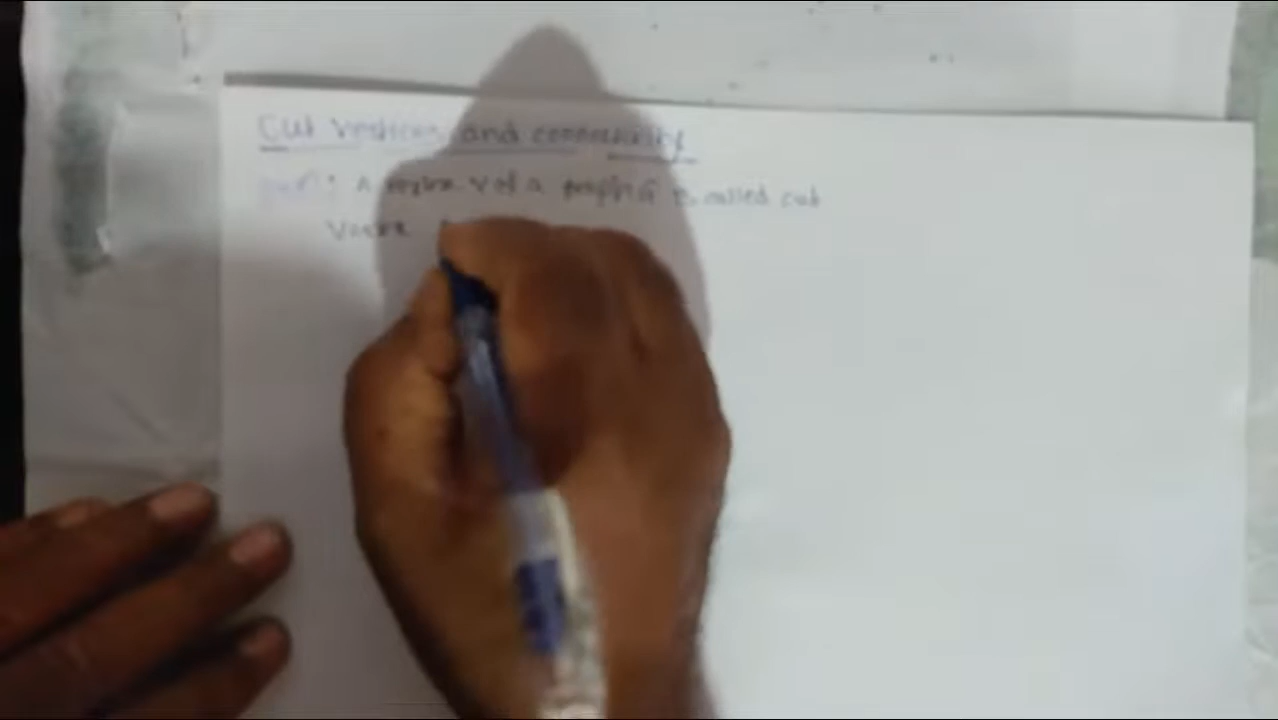 Cut vertices and connectivity
Def : A vertex v of a graph G is called cut
Vertex